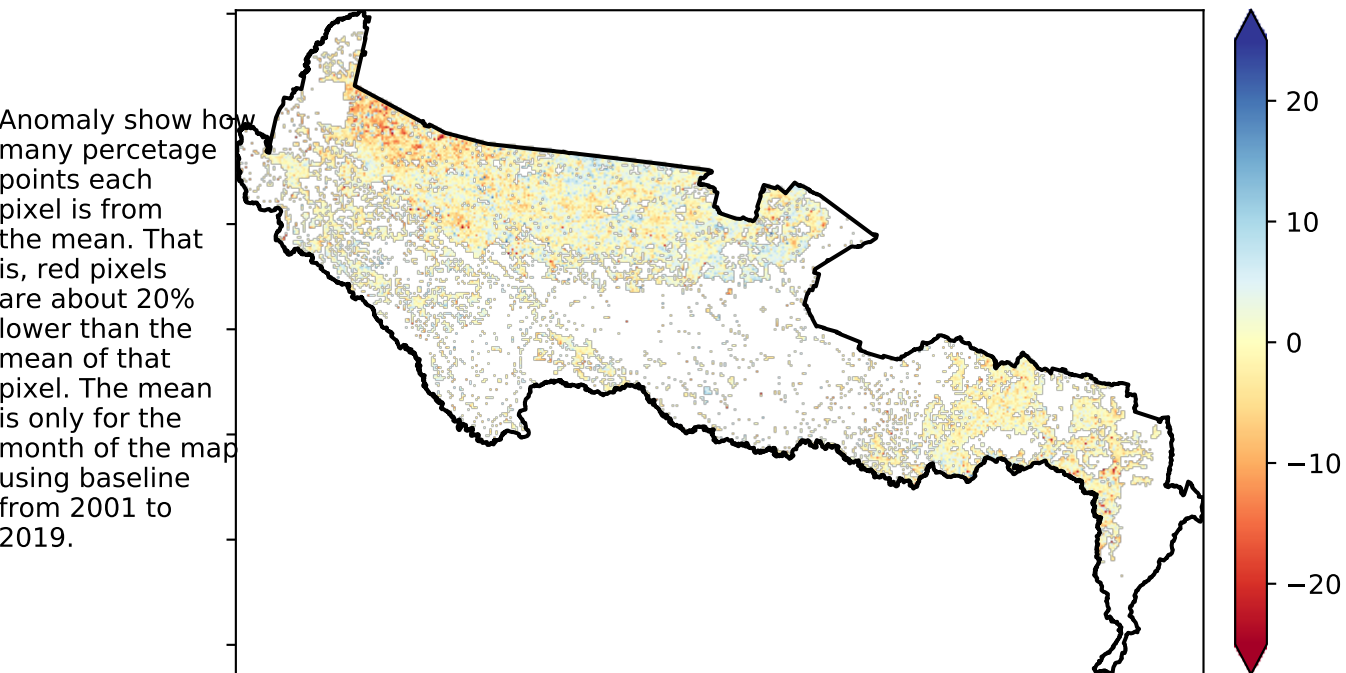 Anomaly show how
many percetage
points each
pixel is from
the mean. That
is, red pixels
are about 20%
lower than the
mean of that
pixel. The mean
is only for the
month of the map
using baseline
from 2001 to
2019.
20
10
0
−10
−20